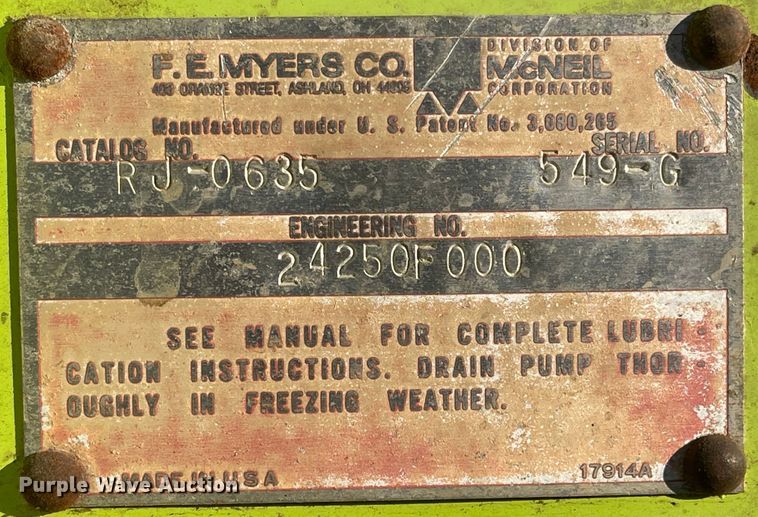 F. E. MYERS CO.
DIVISION OF
McNEIL
CORPORATION
400 ORANGE STREET, ASHLAND, OH 44805
Manufactured under U. S. Patent No. 3,060,265
CATALOG NO.
SERIAL NO.
RJ-0635
549-G
ENGINEERING NO.
24250F000
SEE MANUAL FOR COMPLETE LUBRI-
CATION INSTRUCTIONS. DRAIN PUMP THOR-
OUGHLY IN FREEZING WEATHER.
MADE IN U.S.A
17914A
Purple Wave Auction